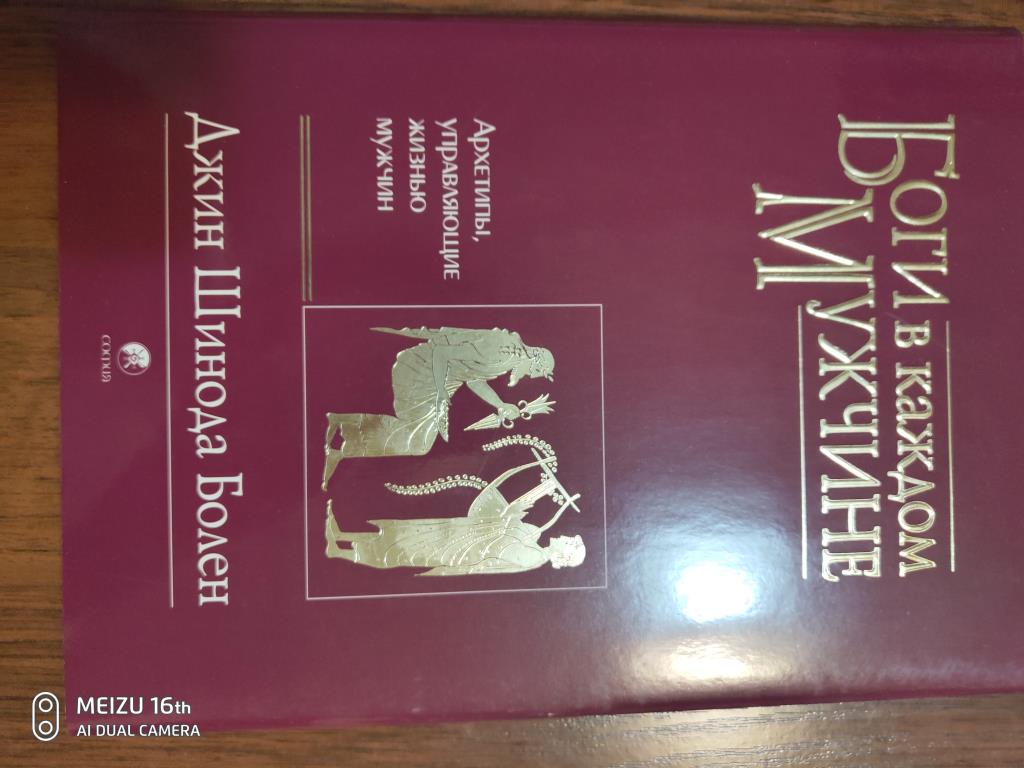 Боги в каждом
Мужчине
Архетипы,
управляющие
жизнью
мужчин
Джин Шинода Болен
СОФИЯ
MEIZU 16th
AI DUAL CAMERA